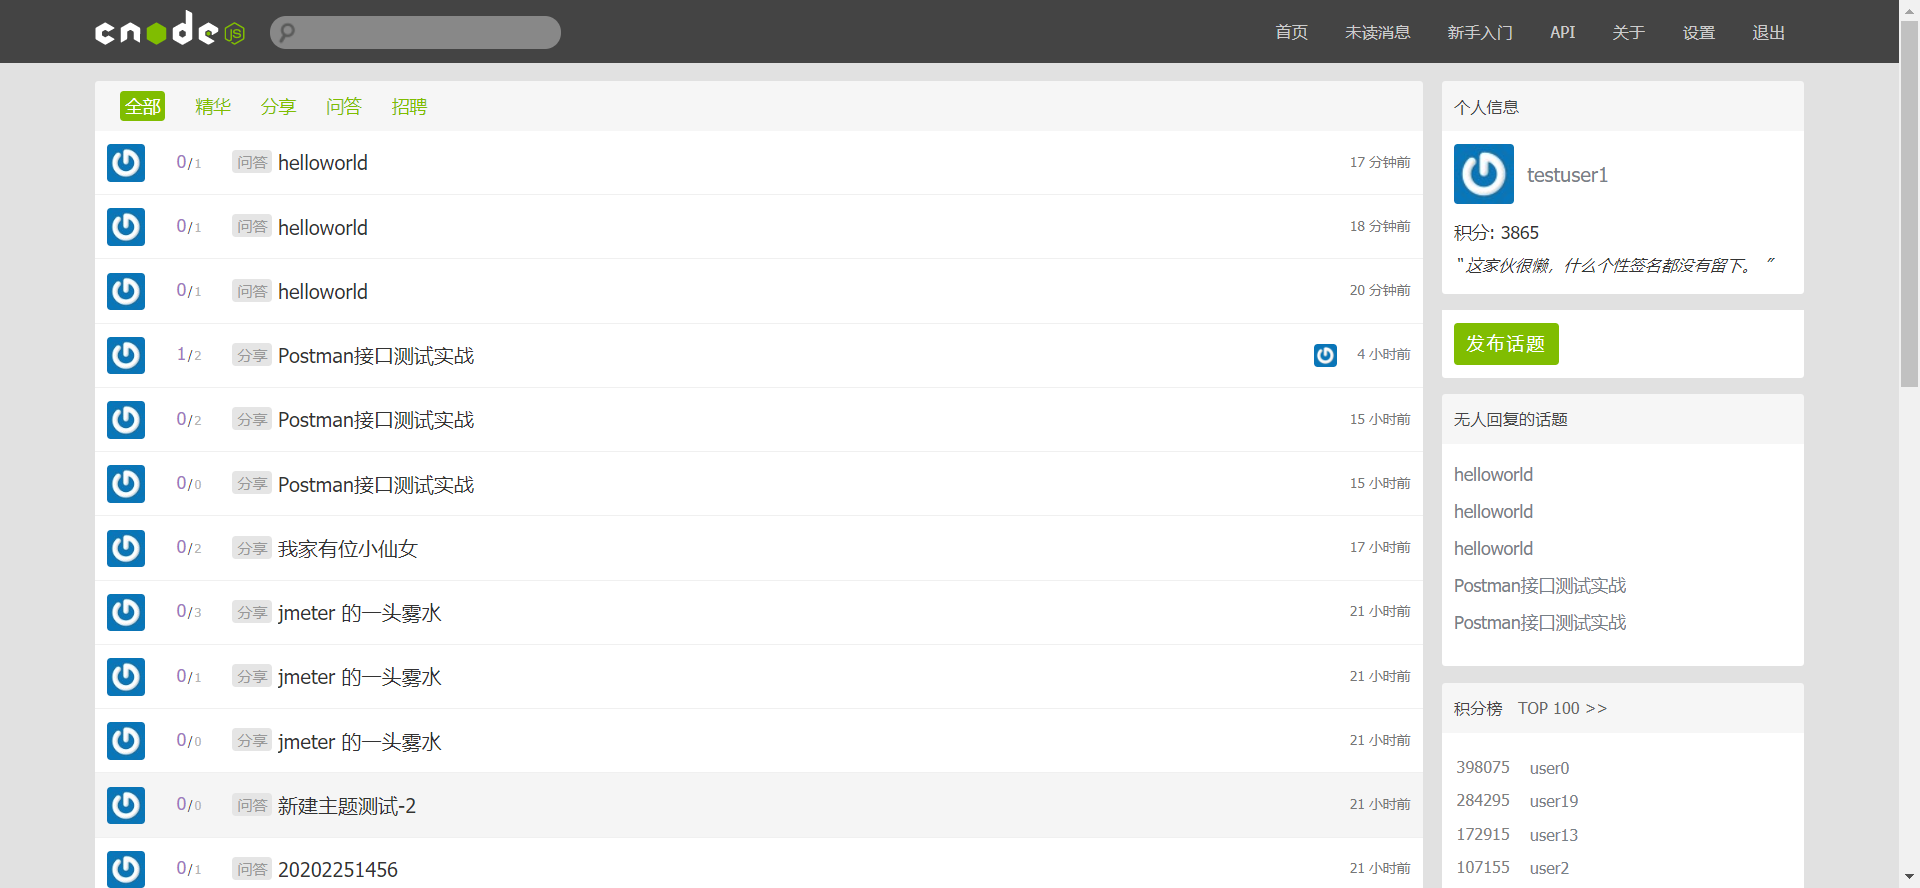 cnode JS 首页 未读消息 新手入门 API 关于 设置 退出
全部 精华 分享 问答 招聘
0/1 问答 helloworld 17 分钟前
0/1 问答 helloworld 18 分钟前
0/1 问答 helloworld 20 分钟前
1/2 分享 Postman接口测试实战 4 小时前
0/2 分享 Postman接口测试实战 15 小时前
0/0 分享 Postman接口测试实战 15 小时前
0/2 分享 我家有位小仙女 17 小时前
0/3 分享 jmeter 的一头雾水 21 小时前
0/1 分享 jmeter 的一头雾水 21 小时前
0/0 分享 jmeter 的一头雾水 21 小时前
0/0 问答 新建主题测试-2 21 小时前
0/1 问答 20202251456 21 小时前
个人信息
testuser1
积分: 3865
“ 这家伙很懒，什么个性签名都没有留下。 ”
发布话题
无人回复的话题
helloworld
helloworld
helloworld
Postman接口测试实战
Postman接口测试实战
积分榜 TOP 100 >>
398075 user0
284295 user19
172915 user13
107155 user2